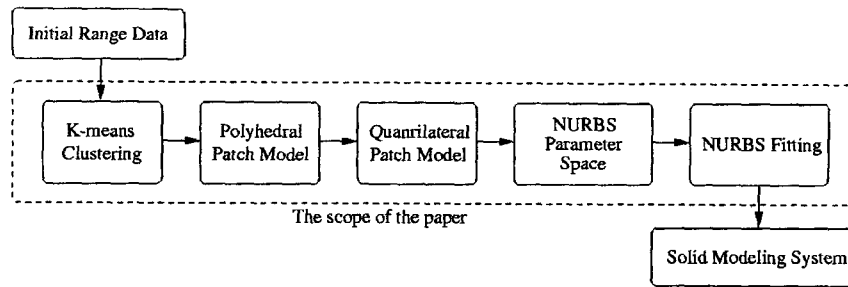 Initial Range Data
K-means
Clustering
Polyhedral
Patch Model
Quanrilateral
Patch Model
NURBS
Parameter
Space
NURBS Fitting
The scope of the paper
Solid Modeling System